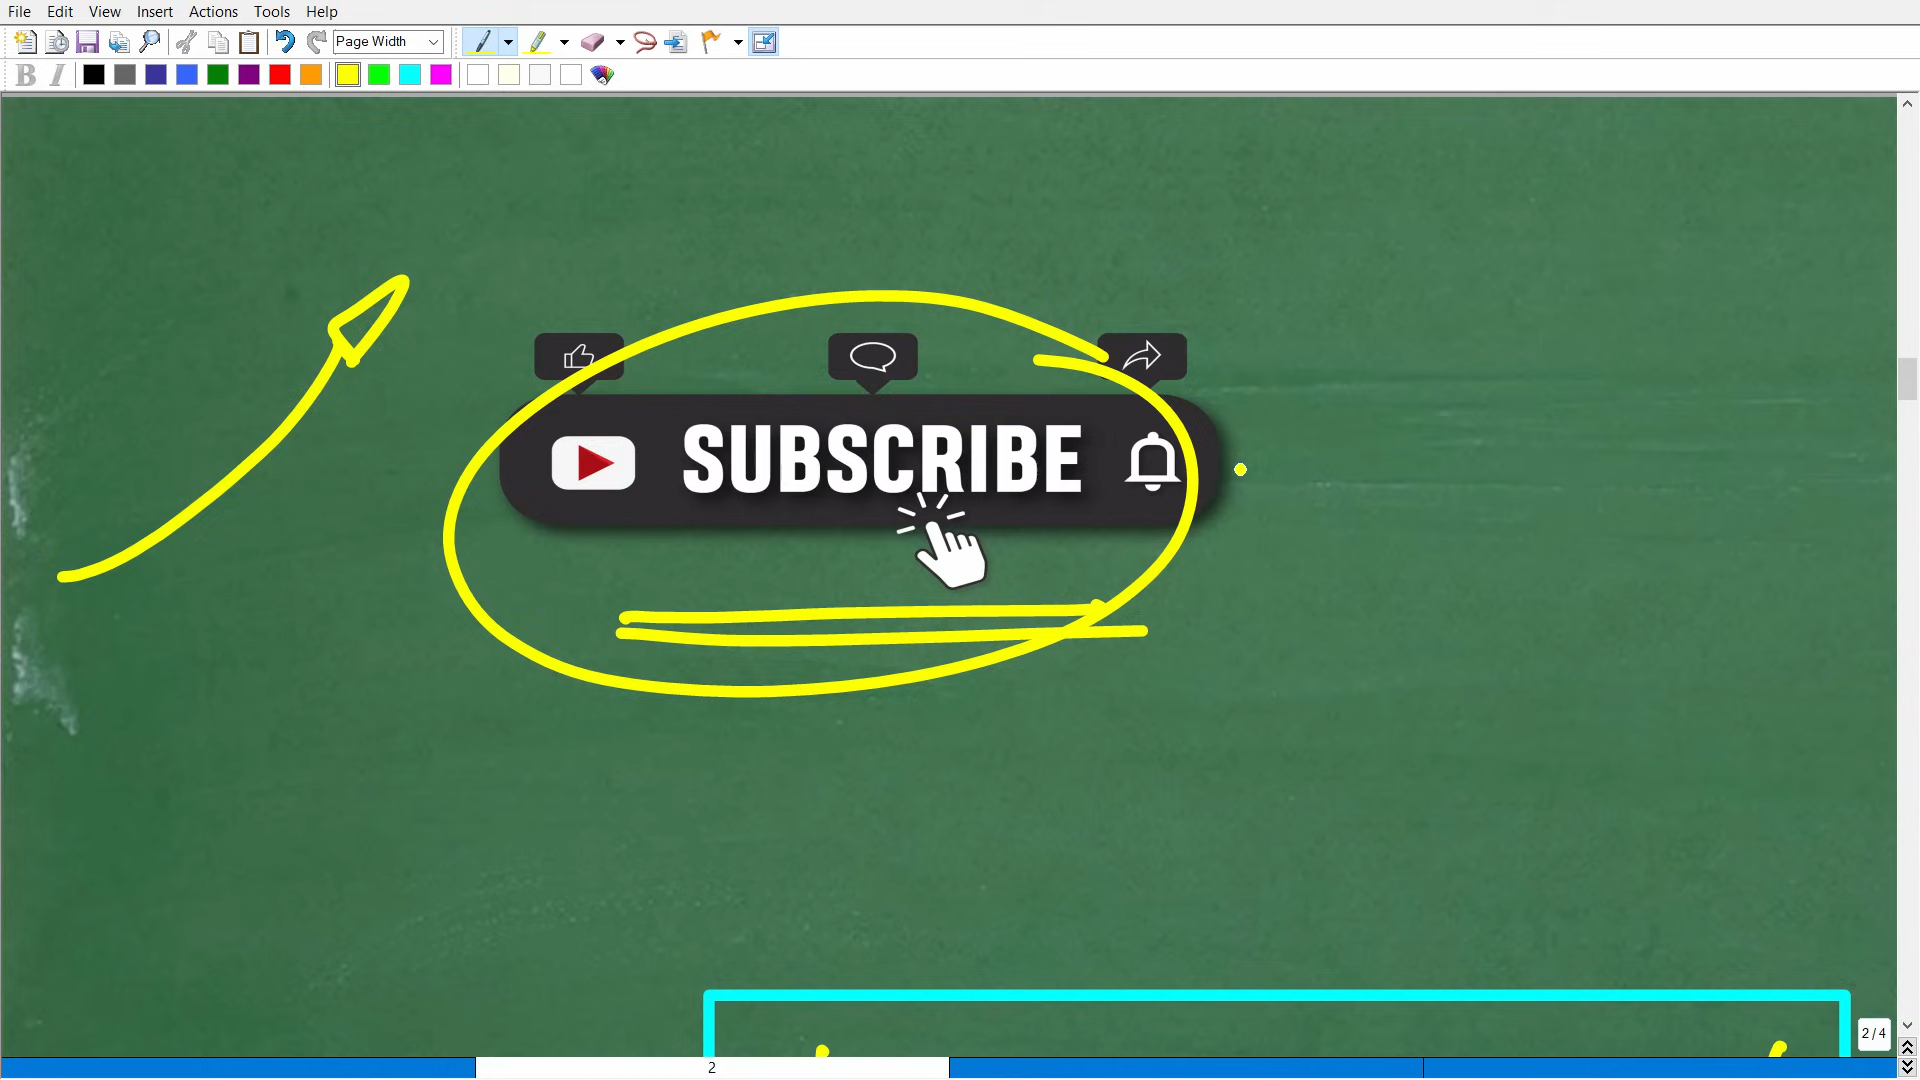 File Edit View Insert Actions Tools Help
Page Width
B I
SUBSCRIBE
2 / 4
2